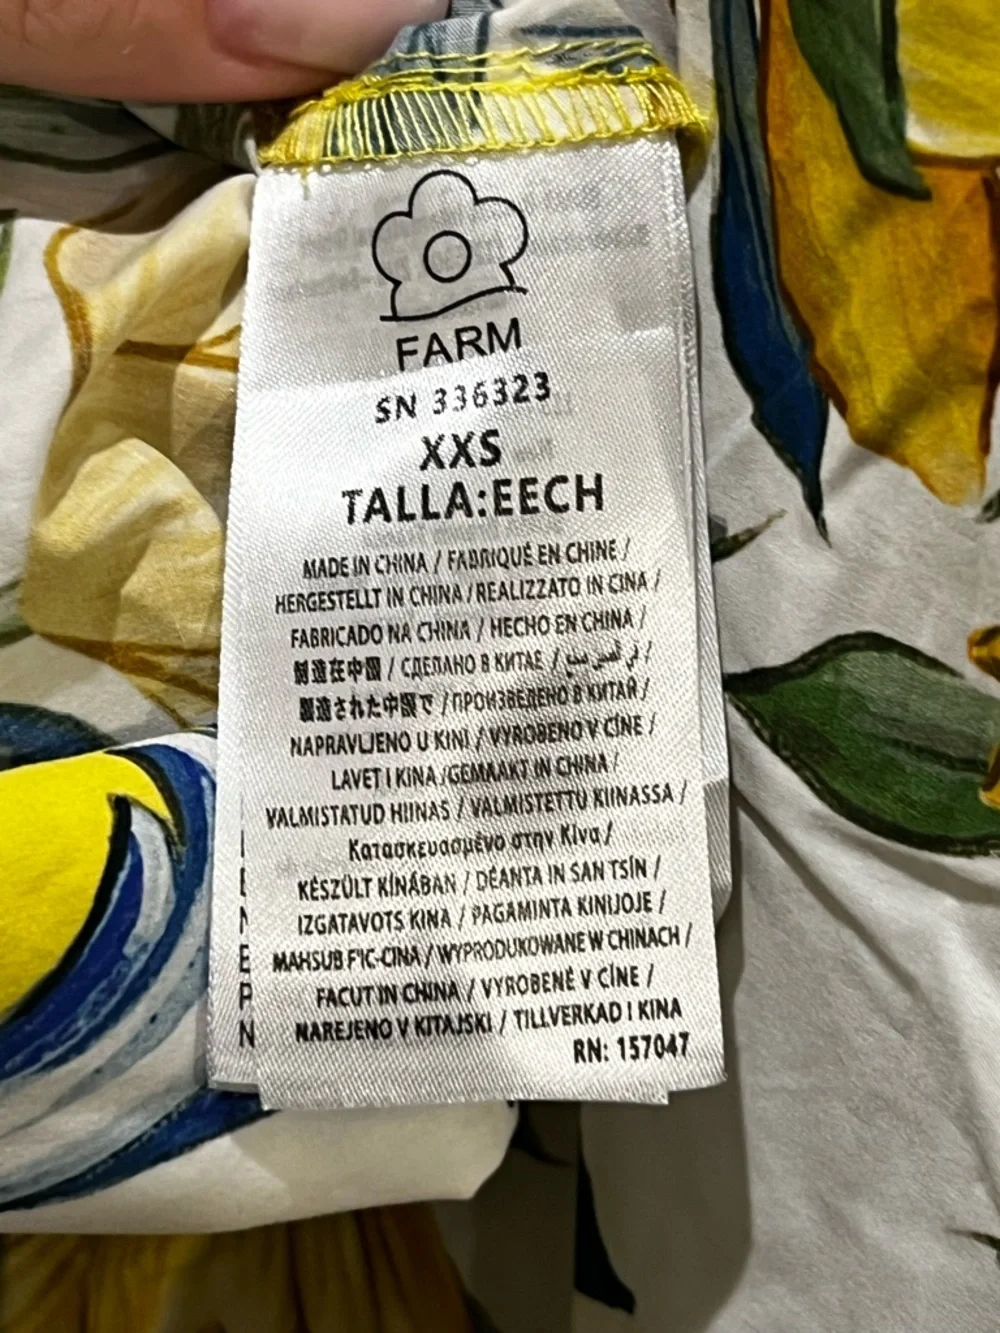 FARM
SN 336323
XXS
TALLA:EECH
MADE IN CHINA / FABRIQUÉ EN CHINE /
HERGESTELLT IN CHINA / REALIZZATO IN CINA /
FABRICADO NA CHINA / HECHO EN CHINA /
制造在中国 / СДЕЛАНО В КИТАЕ / /
製造された中國で / ПРОИЗВЕДЕНО В КИТАЙ /
NAPRAVLJENO U KINI / VYROBENO V CÍNE /
LAVET I KINA /GEMAAKT IN CHINA /
VALMISTATUD HIINAS / VALMISTETTU KIINASSA /
Κατασκευασμένο στην Κίνα /
KÉSZÜLT KÍNÁBAN / DÉANTA IN SAN TSÍN /
IZGATAVOTS KINA / PAGAMINTA KINIJOJE /
MAHSUB F'IC-CINA / WYPRODUKOWANE W CHINACH /
FACUT IN CHINA / VYROBENÉ V CÍNE /
NAREJENO V KITAJSKI / TILLVERKAD I KINA
RN: 157047